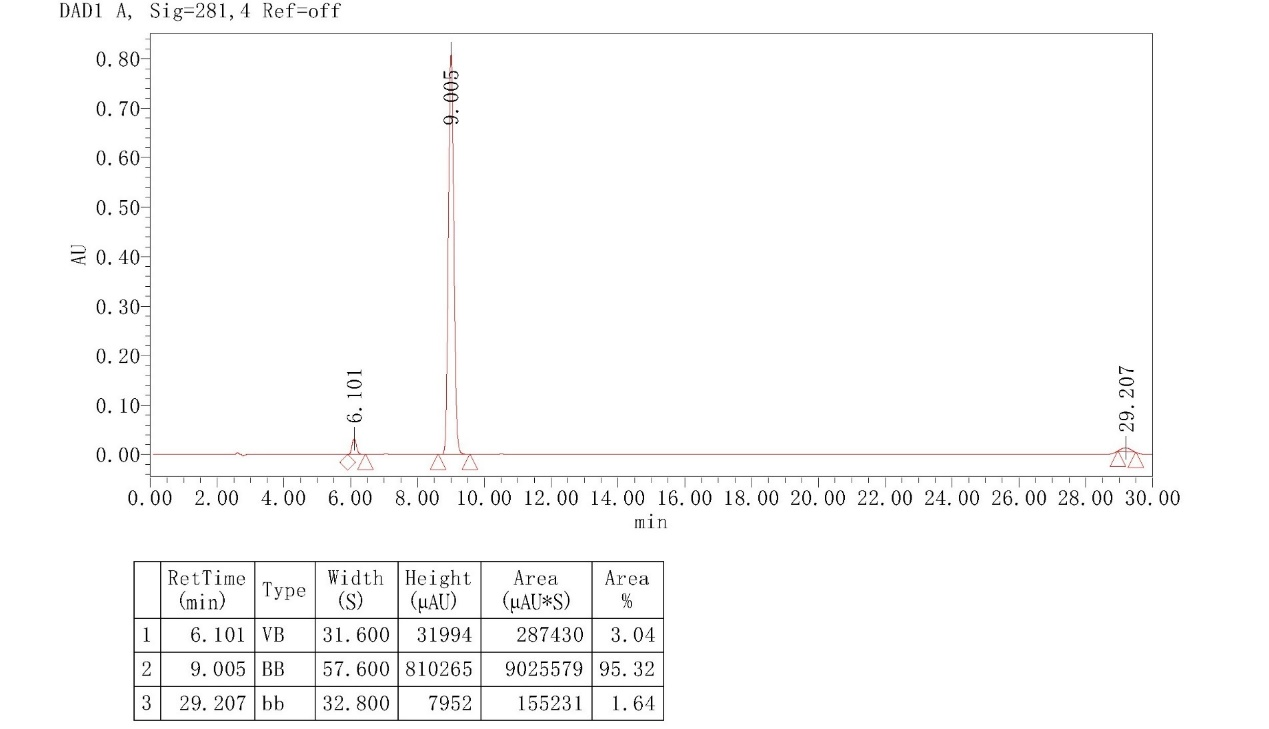 DAD1 A, Sig=281,4 Ref=off
0.80
9.005
0.70
0.60
0.50
0.40
AU
0.30
0.20
6.101
29.207
0.10
0.00
0.00 2.00 4.00 6.00 8.00 10.00 12.00 14.00 16.00 18.00 20.00 22.00 24.00 26.00 28.00 30.00
min
RetTime (min) Type Width (S) Height (μAU) Area (μAU*S) Area %
1 6.101 VB 31.600 31994 287430 3.04
2 9.005 BB 57.600 810265 9025579 95.32
3 29.207 bb 32.800 7952 155231 1.64